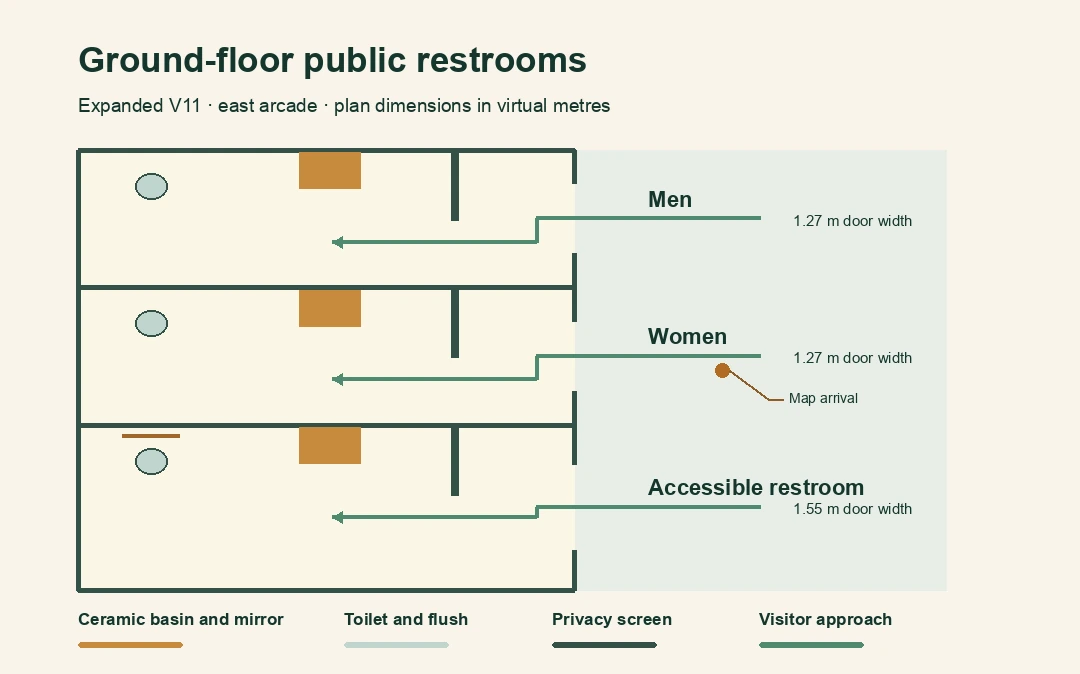 Ground-floor public restrooms
Expanded V11 · east arcade · plan dimensions in virtual metres
Men
1.27 m door width
Women
1.27 m door width
Map arrival
Accessible restroom
1.55 m door width
Ceramic basin and mirror
Toilet and flush
Privacy screen
Visitor approach